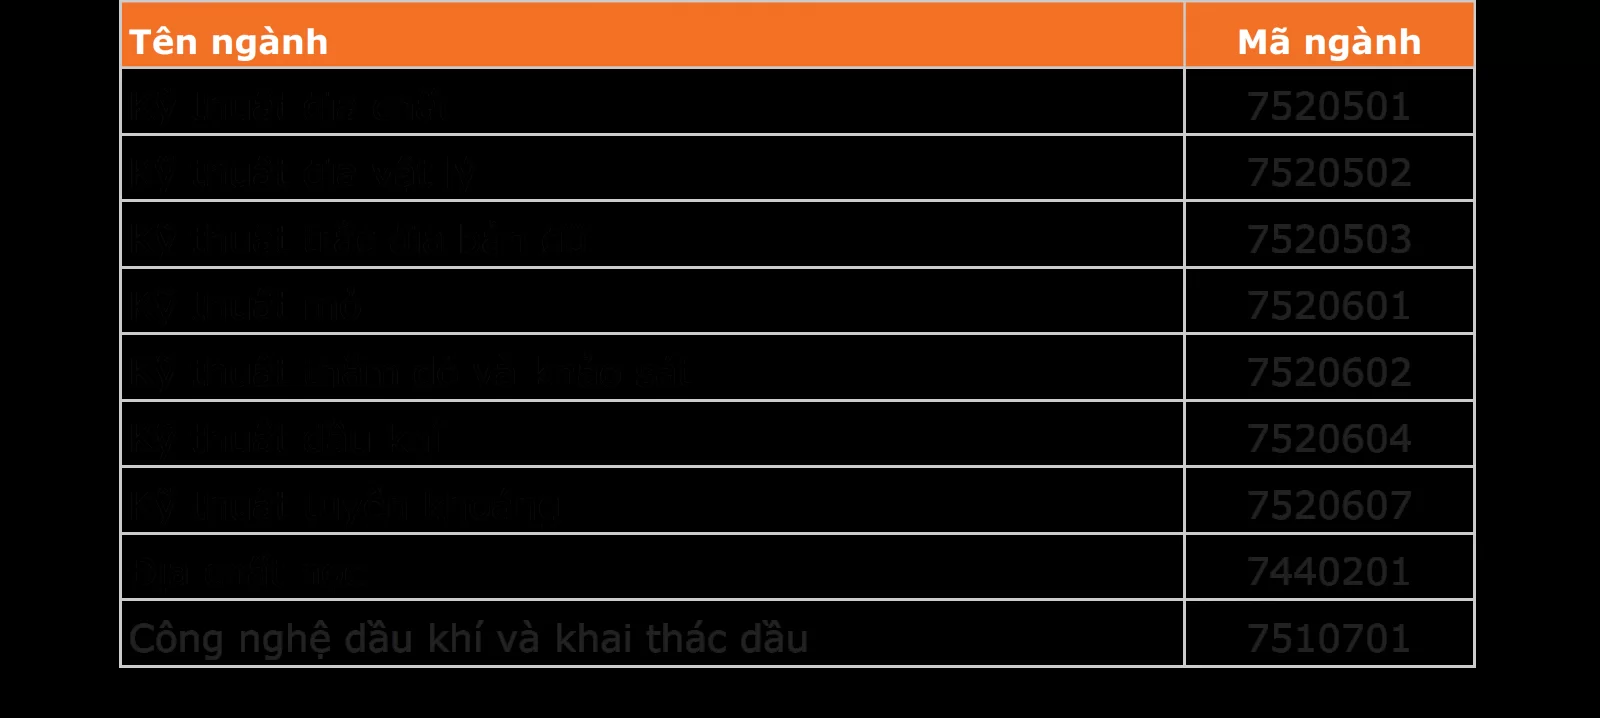 Tên ngành Mã ngành
Kỹ thuật địa chất 7520501
Kỹ thuật địa vật lý 7520502
Kỹ thuật trắc địa bản đồ 7520503
Kỹ thuật mỏ 7520601
Kỹ thuật thăm dò và khảo sát 7520602
Kỹ thuật dầu khí 7520604
Kỹ thuật tuyển khoáng 7520607
Địa chất học 7440201
Công nghệ dầu khí và khai thác dầu 7510701